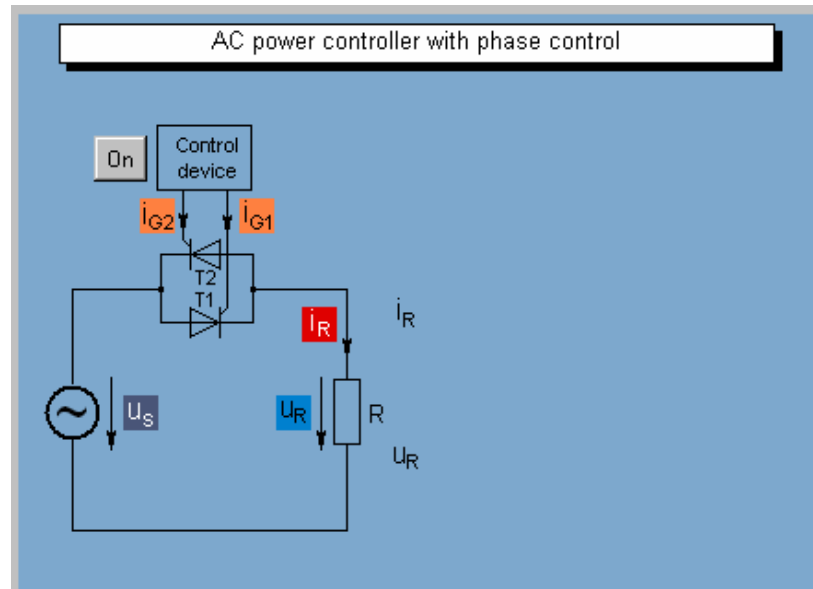 AC power controller with phase control
On
Control
device
iG2
iG1
T2
T1
iR
iR
uS
uR
R
uR